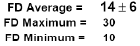 FD Average = 14 ± 6
FD Maximum = 30
FD Minimum = 10